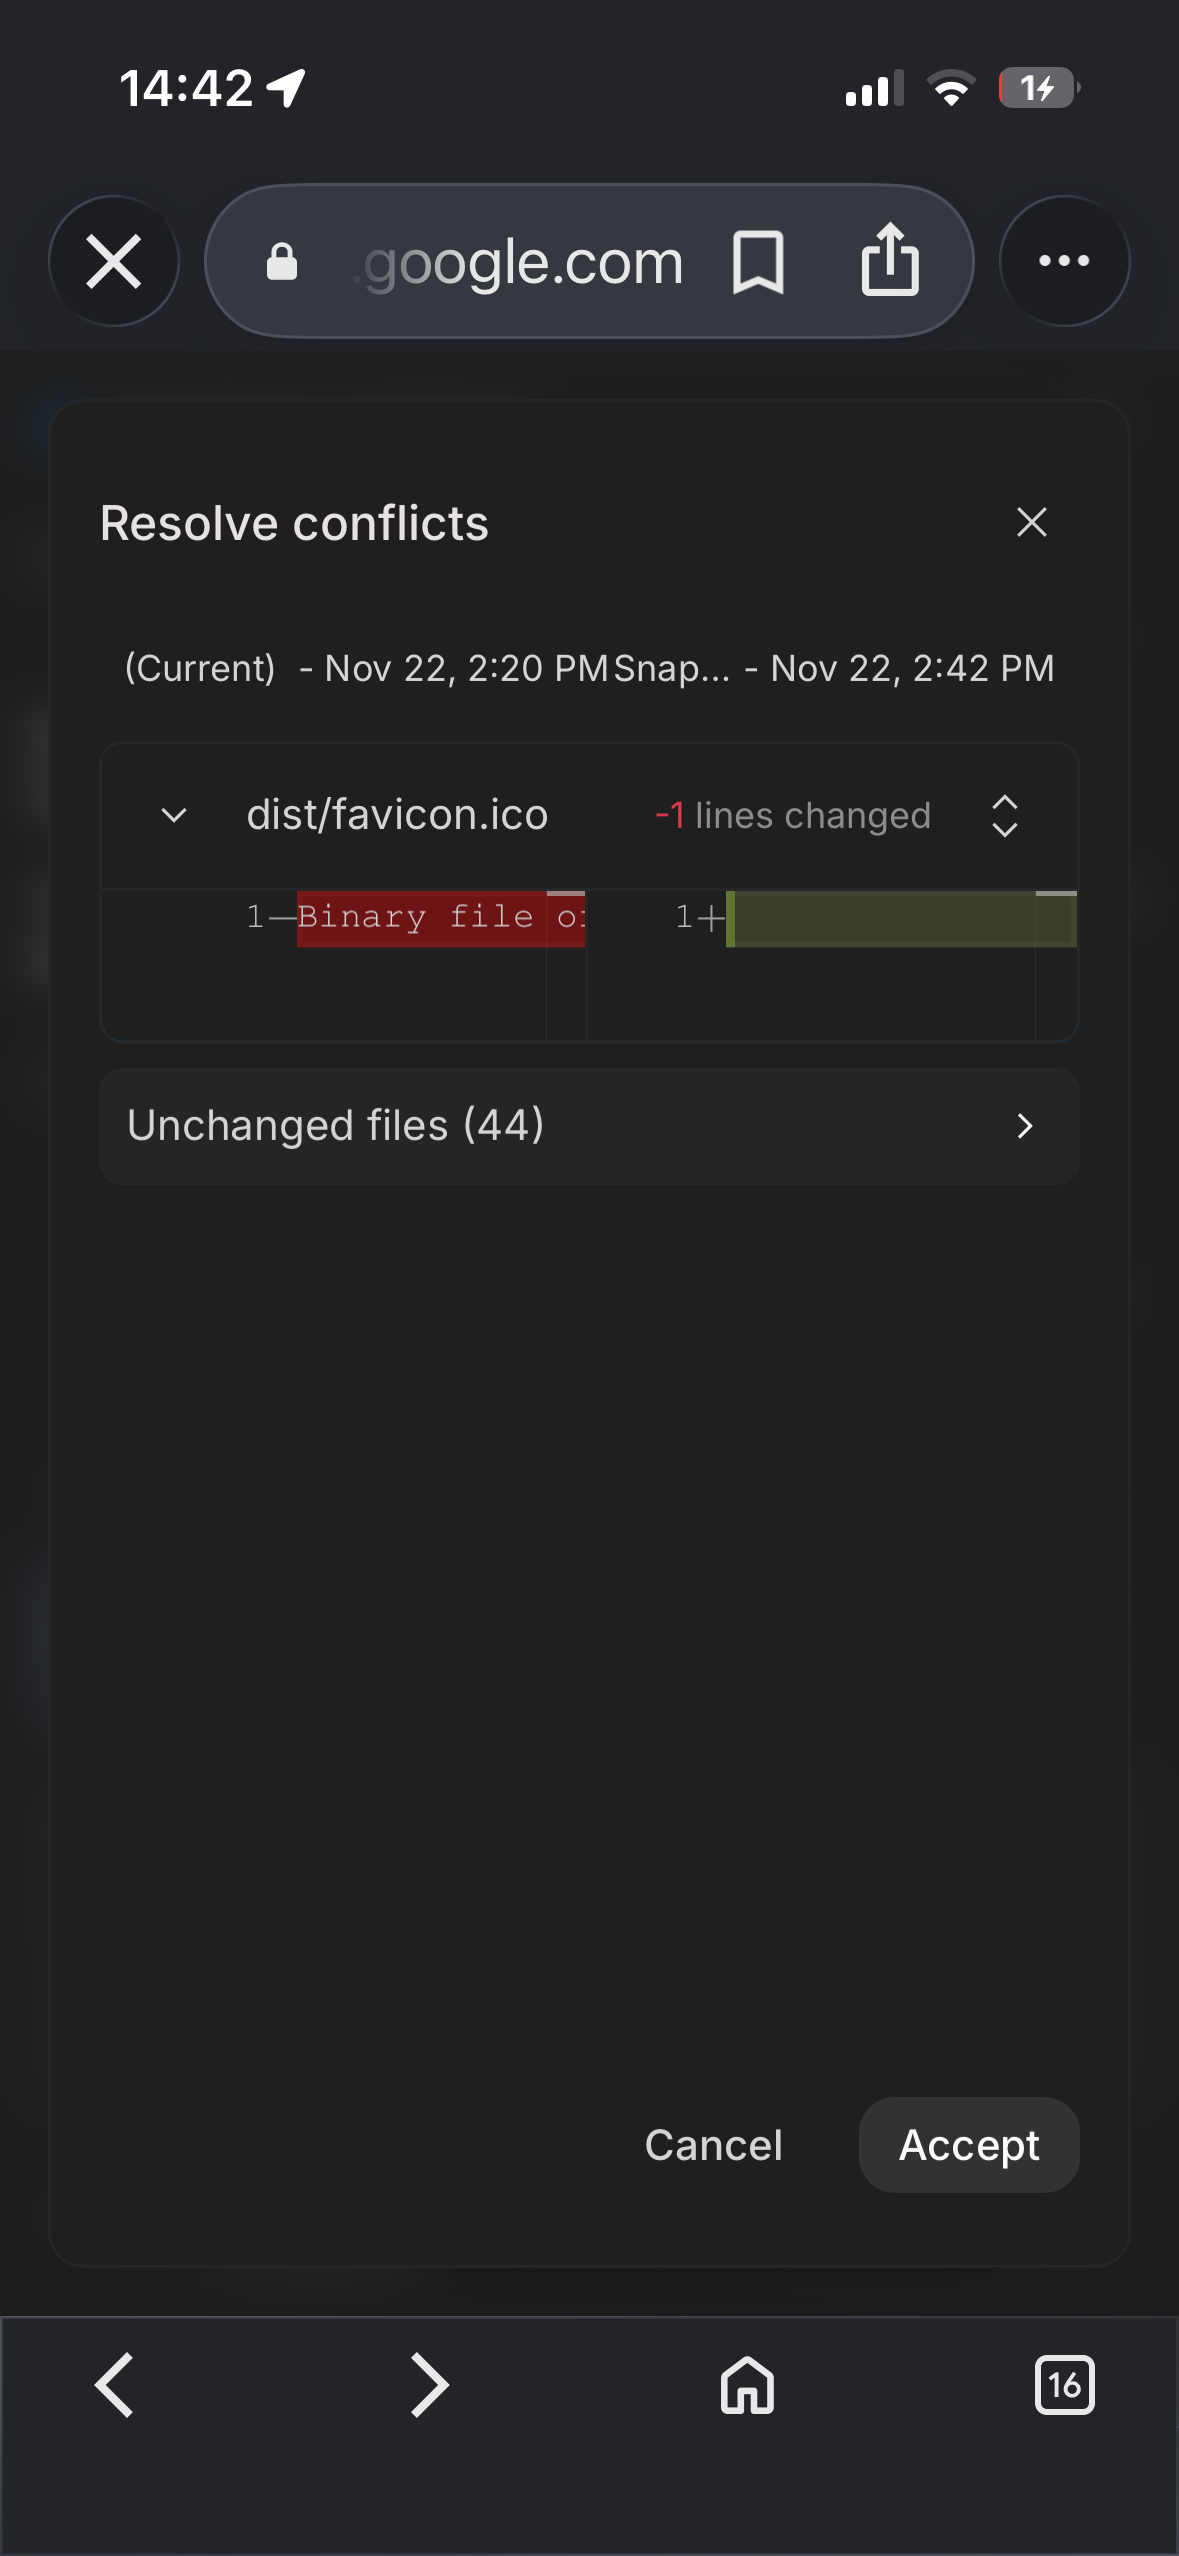 14:42
1
.google.com
Resolve conflicts
(Current) - Nov 22, 2:20 PM Snap... - Nov 22, 2:42 PM
dist/favicon.ico -1 lines changed
1 — Binary file 1 +
Unchanged files (44)
Cancel Accept
16